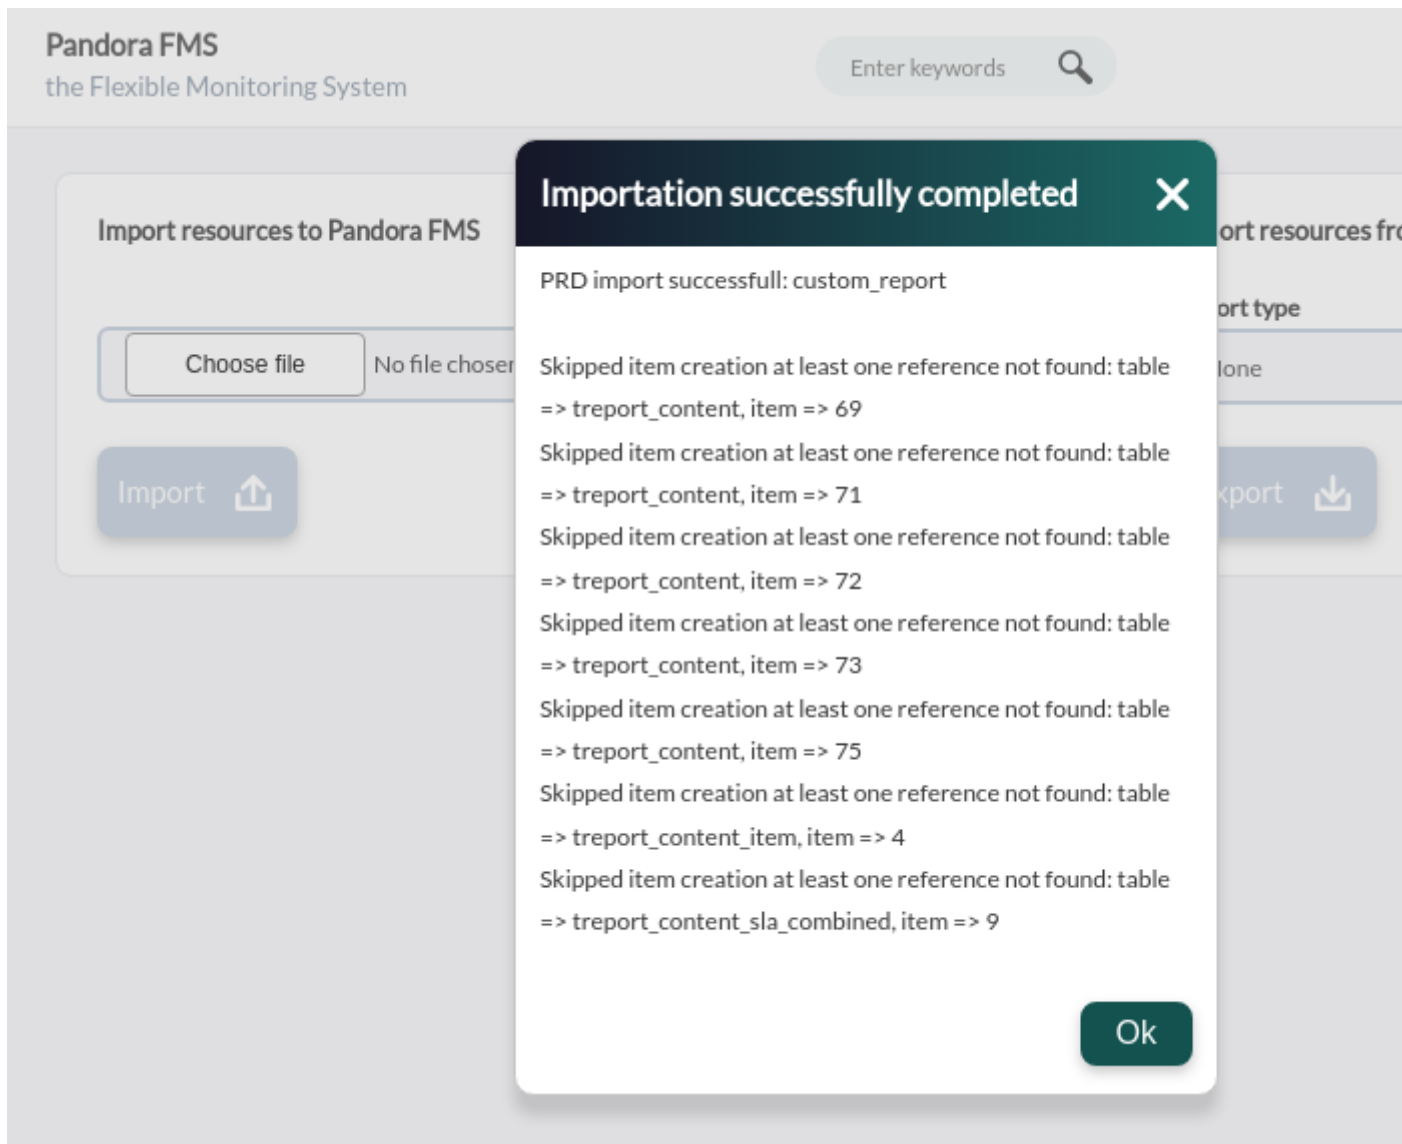 Pandora FMS
the Flexible Monitoring System
Enter keywords
Importation successfully completed
Import resources to Pandora FMS
ort resources fro
PRD import successfull: custom_report
ort type
Choose file
No file chosen
lone
Skipped item creation at least one reference not found: table
=> treport_content, item => 69
Skipped item creation at least one reference not found: table
=> treport_content, item => 71
Import
xport
Skipped item creation at least one reference not found: table
=> treport_content, item => 72
Skipped item creation at least one reference not found: table
=> treport_content, item => 73
Skipped item creation at least one reference not found: table
=> treport_content, item => 75
Skipped item creation at least one reference not found: table
=> treport_content_item, item => 4
Skipped item creation at least one reference not found: table
=> treport_content_sla_combined, item => 9
Ok